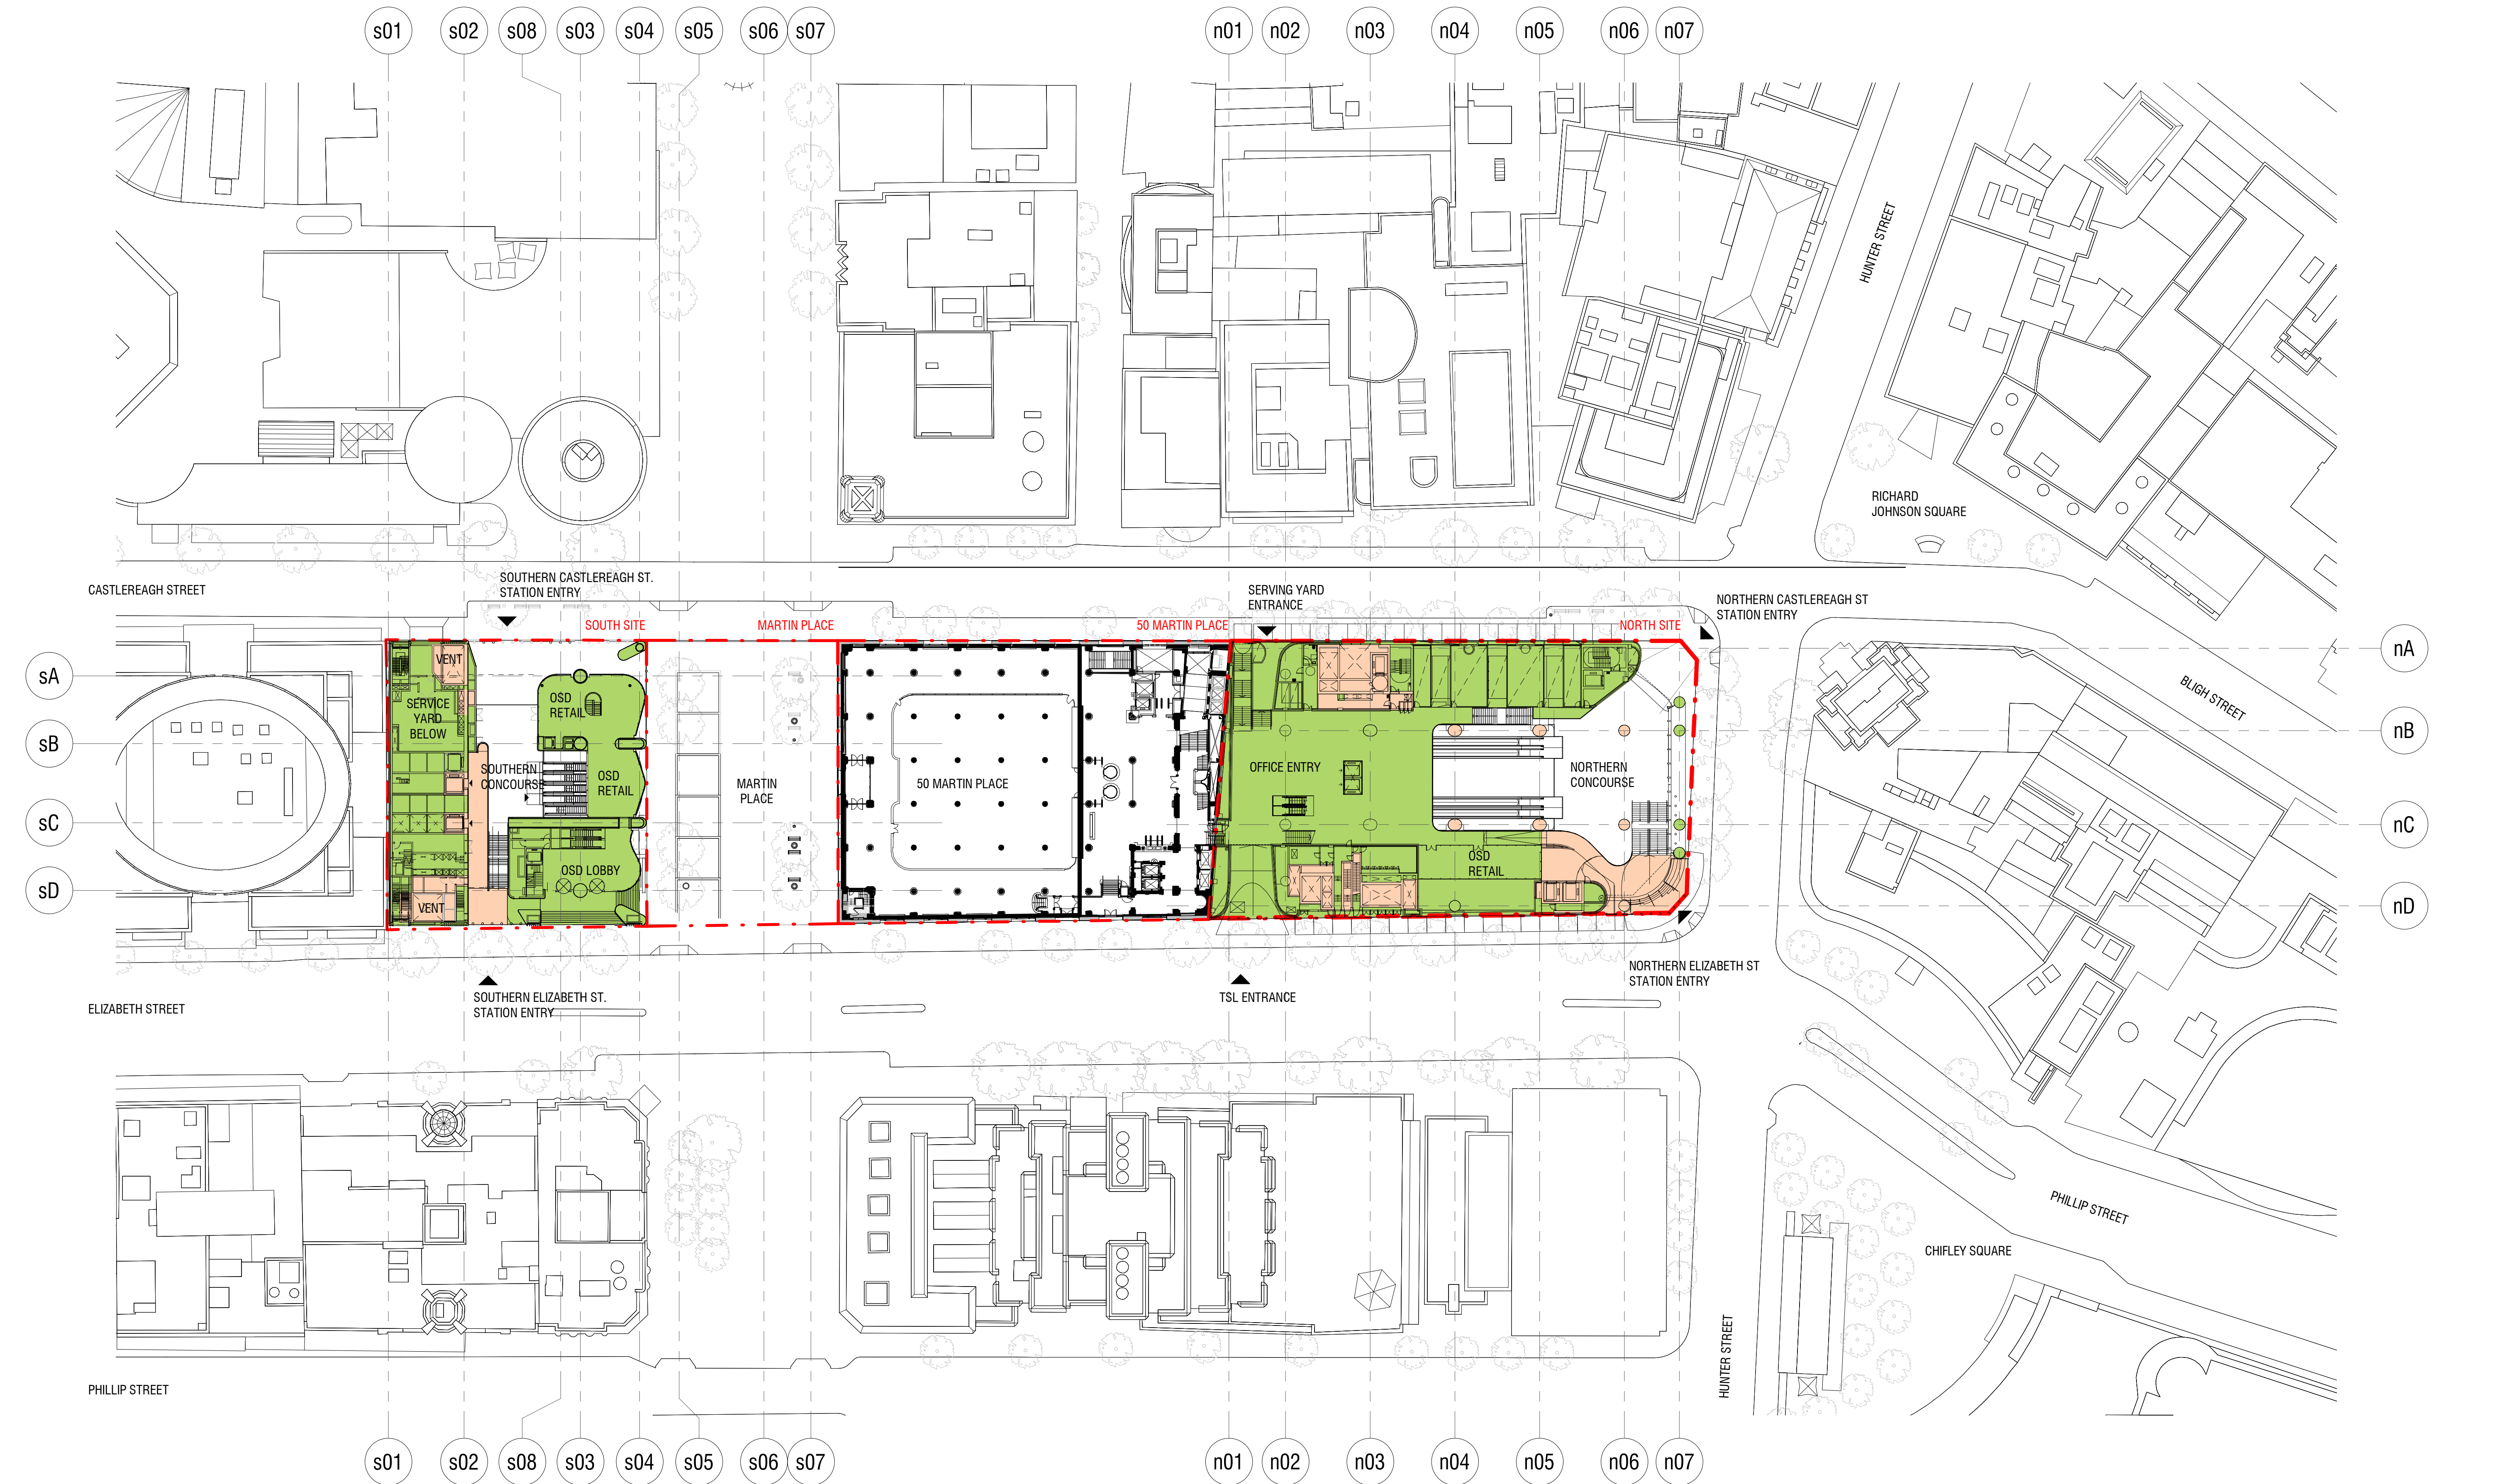 s01 s02 s08 s03 s04 s05 s06 s07 n01 n02 n03 n04 n05 n06 n07
HUNTER STREET
RICHARD
JOHNSON SQUARE
CASTLEREAGH STREET
SOUTHERN CASTLEREAGH ST.
STATION ENTRY
SERVING YARD
ENTRANCE
NORTHERN CASTLEREAGH ST
STATION ENTRY
SOUTH SITE
MARTIN PLACE
50 MARTIN PLACE
NORTH SITE
sA
nA
VENT
SERVICE
YARD
BELOW
OSD
RETAIL
BLIGH STREET
sB
nB
SOUTHERN
CONCOURSE
OSD
RETAIL
MARTIN
PLACE
50 MARTIN PLACE
OFFICE ENTRY
NORTHERN
CONCOURSE
sC
nC
OSD LOBBY
OSD
RETAIL
sD
nD
VENT
NORTHERN ELIZABETH ST
STATION ENTRY
ELIZABETH STREET
SOUTHERN ELIZABETH ST.
STATION ENTRY
TSL ENTRANCE
PHILLIP STREET
CHIFLEY SQUARE
HUNTER STREET
PHILLIP STREET
s01 s02 s08 s03 s04 s05 s06 s07 n01 n02 n03 n04 n05 n06 n07